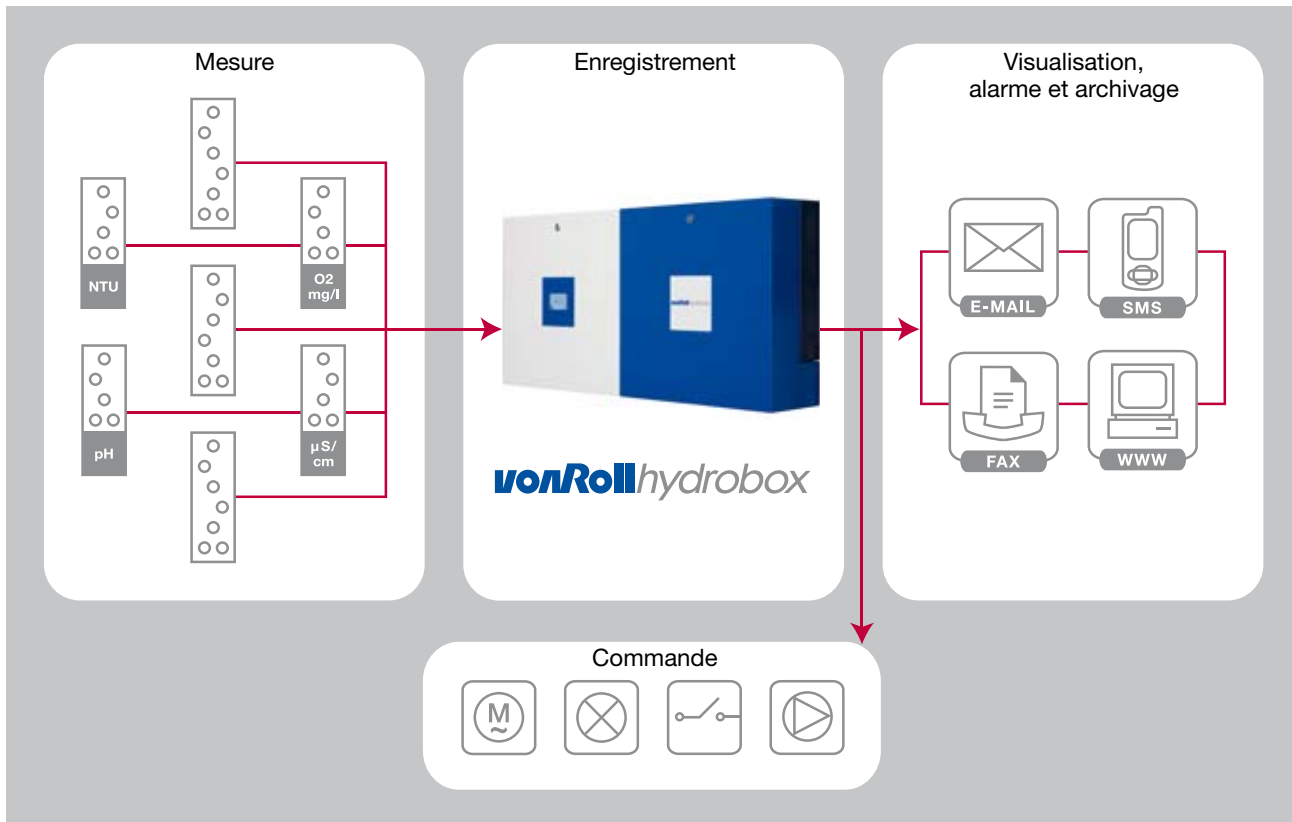 Mesure
NTU
O2
mg/l
pH
µS/
cm
Enregistrement
vonRoll hydrobox
Visualisation,
alarme et archivage
E-MAIL
SMS
FAX
WWW
Commande
M
~